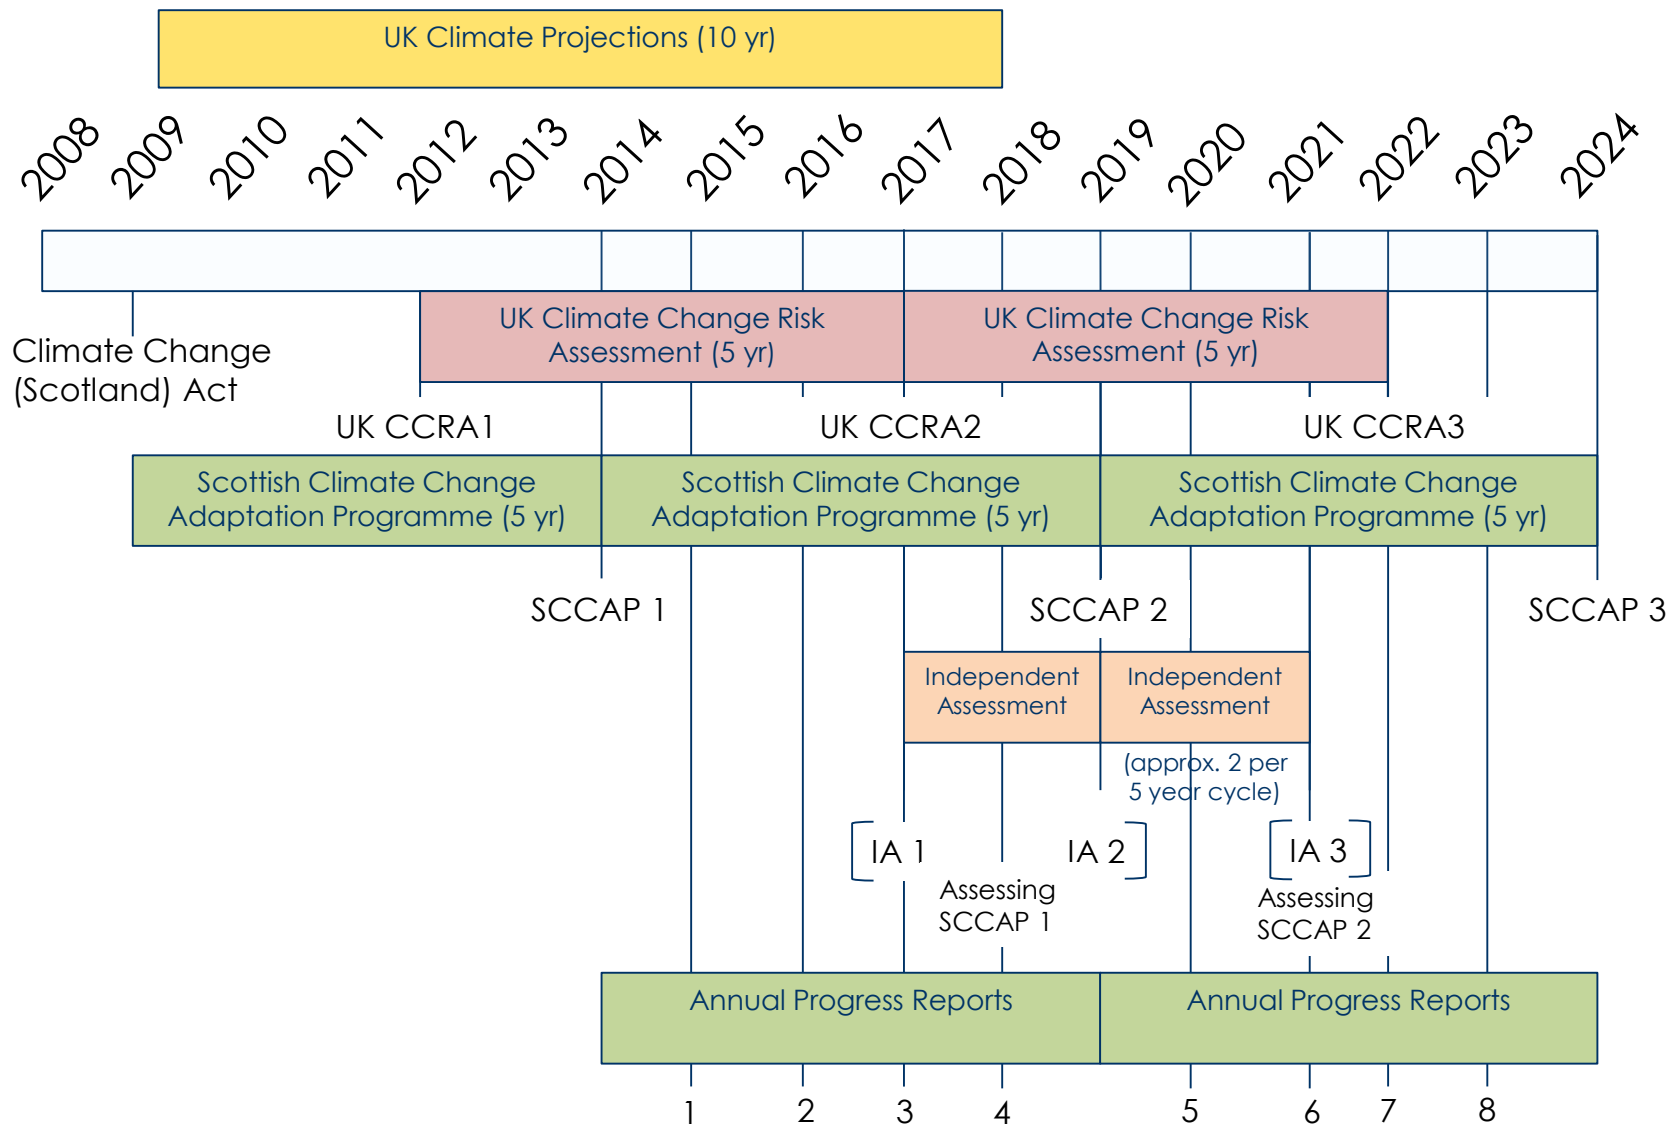 UK Climate Projections (10 yr)
2008
2009
2010
2011
2012
2013
2014
2015
2016
2017
2018
2019
2020
2021
2022
2023
2024
Climate Change
(Scotland) Act
UK Climate Change Risk
Assessment (5 yr)
UK Climate Change Risk
Assessment (5 yr)
UK CCRA1
UK CCRA2
UK CCRA3
Scottish Climate Change
Adaptation Programme (5 yr)
Scottish Climate Change
Adaptation Programme (5 yr)
Scottish Climate Change
Adaptation Programme (5 yr)
SCCAP 1
SCCAP 2
SCCAP 3
Independent
Assessment
Independent
Assessment
(approx. 2 per
5 year cycle)
IA 1
IA 2
IA 3
Assessing
SCCAP 1
Assessing
SCCAP 2
Annual Progress Reports
Annual Progress Reports
1
2
3
4
5
6
7
8